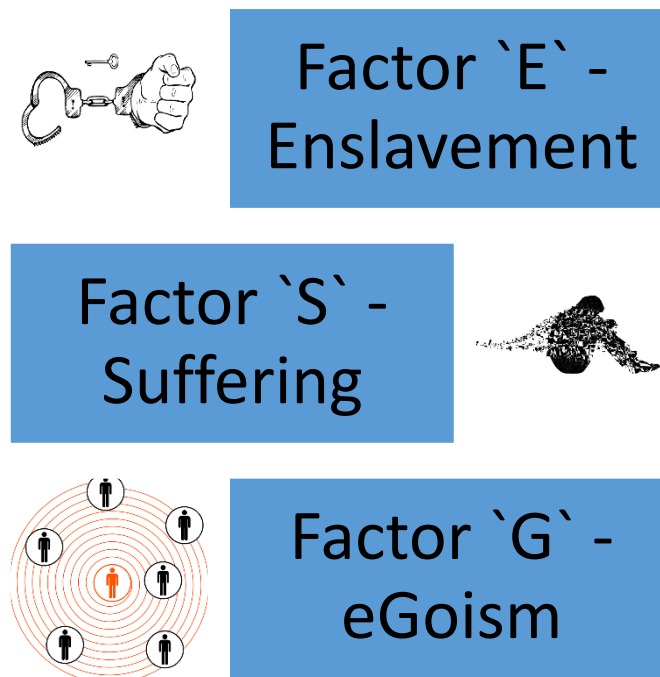 Factor `E` -
Enslavement
Factor `S` -
Suffering
Factor `G` -
eGoism